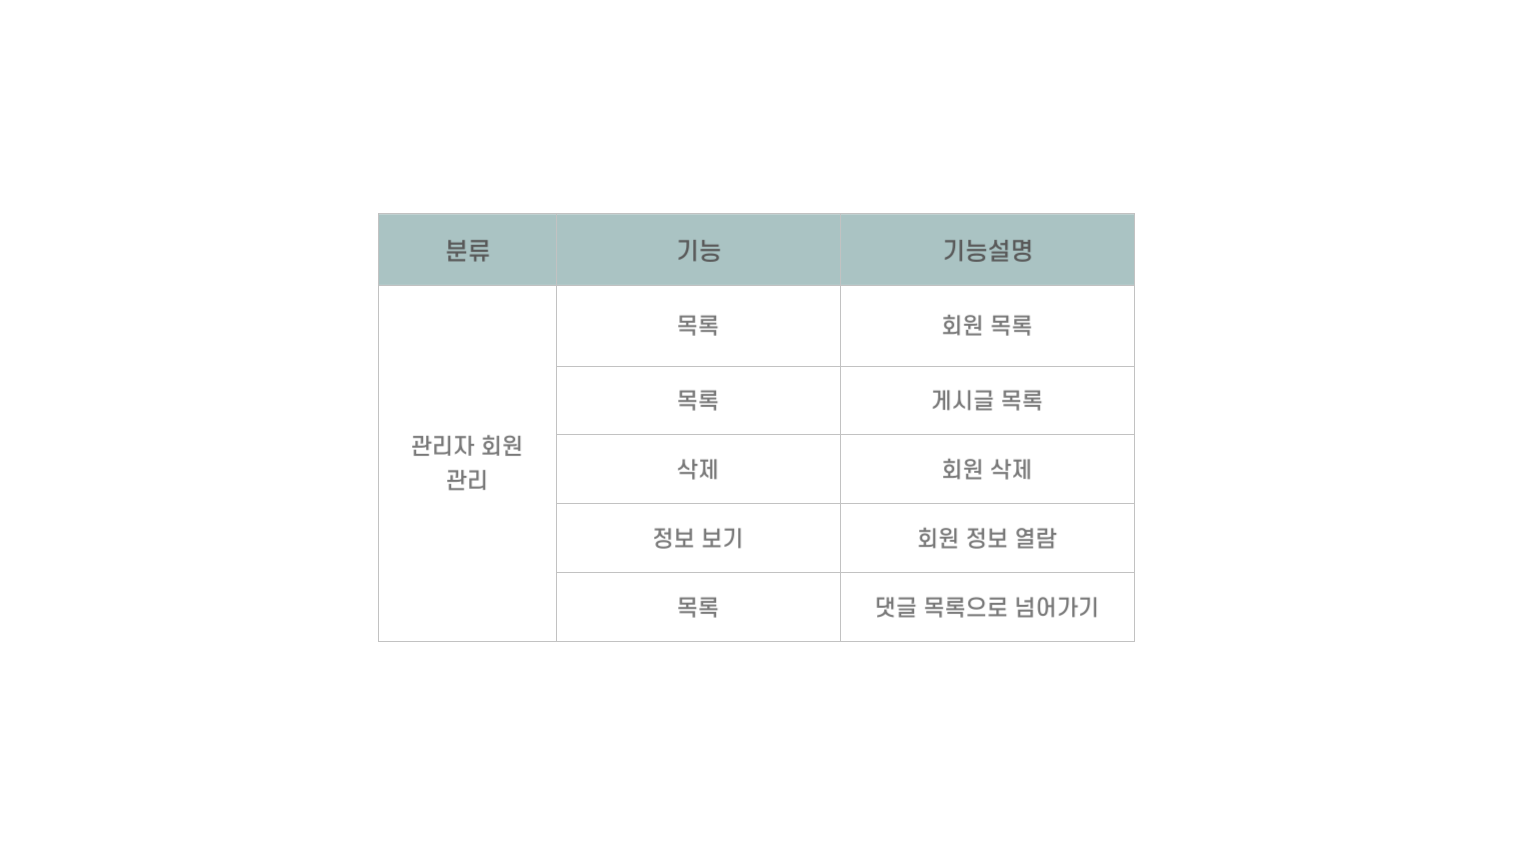 분류 기능 기능설명
목록 회원 목록
목록 게시글 목록
관리자 회원
관리
삭제 회원 삭제
정보 보기 회원 정보 열람
목록 댓글 목록으로 넘어가기